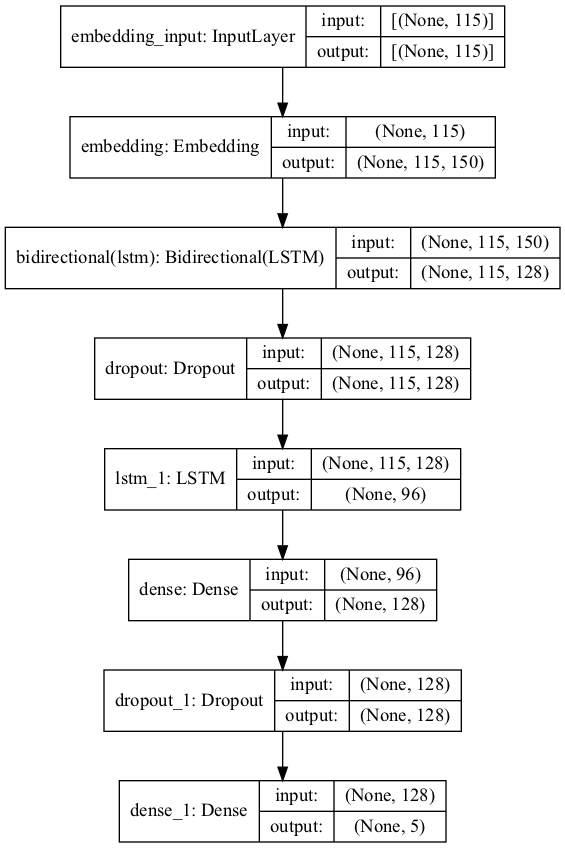 embedding_input: InputLayer
input: [(None, 115)]
output: [(None, 115)]
embedding: Embedding
input: (None, 115)
output: (None, 115, 150)
bidirectional(lstm): Bidirectional(LSTM)
input: (None, 115, 150)
output: (None, 115, 128)
dropout: Dropout
input: (None, 115, 128)
output: (None, 115, 128)
lstm_1: LSTM
input: (None, 115, 128)
output: (None, 96)
dense: Dense
input: (None, 96)
output: (None, 128)
dropout_1: Dropout
input: (None, 128)
output: (None, 128)
dense_1: Dense
input: (None, 128)
output: (None, 5)